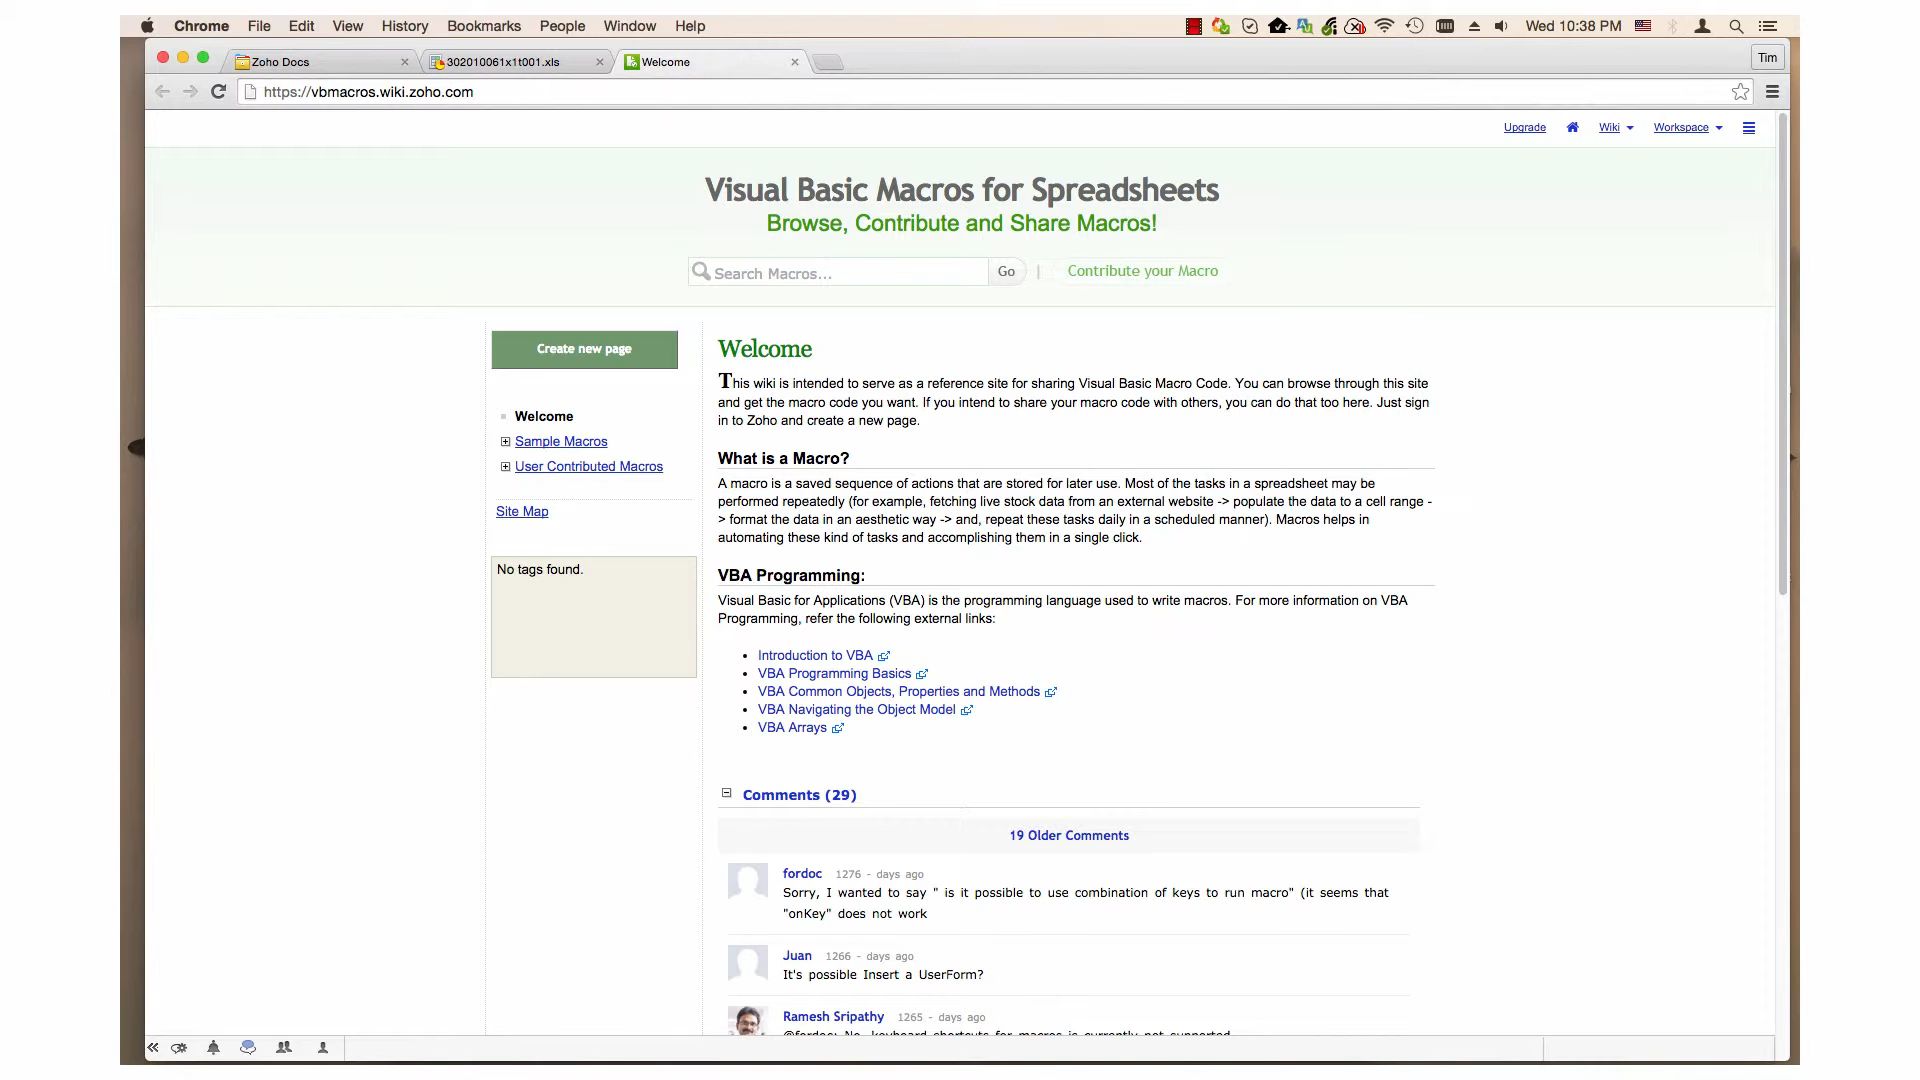 Chrome File Edit View History Bookmarks People Window Help Wed 10:38 PM
Zoho Docs 302010061x1t001.xls Welcome Tim
https://vbmacros.wiki.zoho.com
Upgrade Wiki Workspace
Visual Basic Macros for Spreadsheets
Browse, Contribute and Share Macros!
Search Macros... Go | Contribute your Macro
Create new page
Welcome
Sample Macros
User Contributed Macros
Site Map
No tags found.
Welcome
This wiki is intended to serve as a reference site for sharing Visual Basic Macro Code. You can browse through this site
and get the macro code you want. If you intend to share your macro code with others, you can do that too here. Just sign
in to Zoho and create a new page.
What is a Macro?
A macro is a saved sequence of actions that are stored for later use. Most of the tasks in a spreadsheet may be
performed repeatedly (for example, fetching live stock data from an external website -> populate the data to a cell range -
> format the data in an aesthetic way -> and, repeat these tasks daily in a scheduled manner). Macros helps in
automating these kind of tasks and accomplishing them in a single click.
VBA Programming:
Visual Basic for Applications (VBA) is the programming language used to write macros. For more information on VBA
Programming, refer the following external links:
• Introduction to VBA
• VBA Programming Basics
• VBA Common Objects, Properties and Methods
• VBA Navigating the Object Model
• VBA Arrays
Comments (29)
19 Older Comments
fordoc 1276 - days ago
Sorry, I wanted to say " is it possible to use combination of keys to run macro" (it seems that
"onKey" does not work
Juan 1266 - days ago
It's possible Insert a UserForm?
Ramesh Sripathy 1265 - days ago
@fordoc: No, keyboard shortcuts for macros is currently not supported